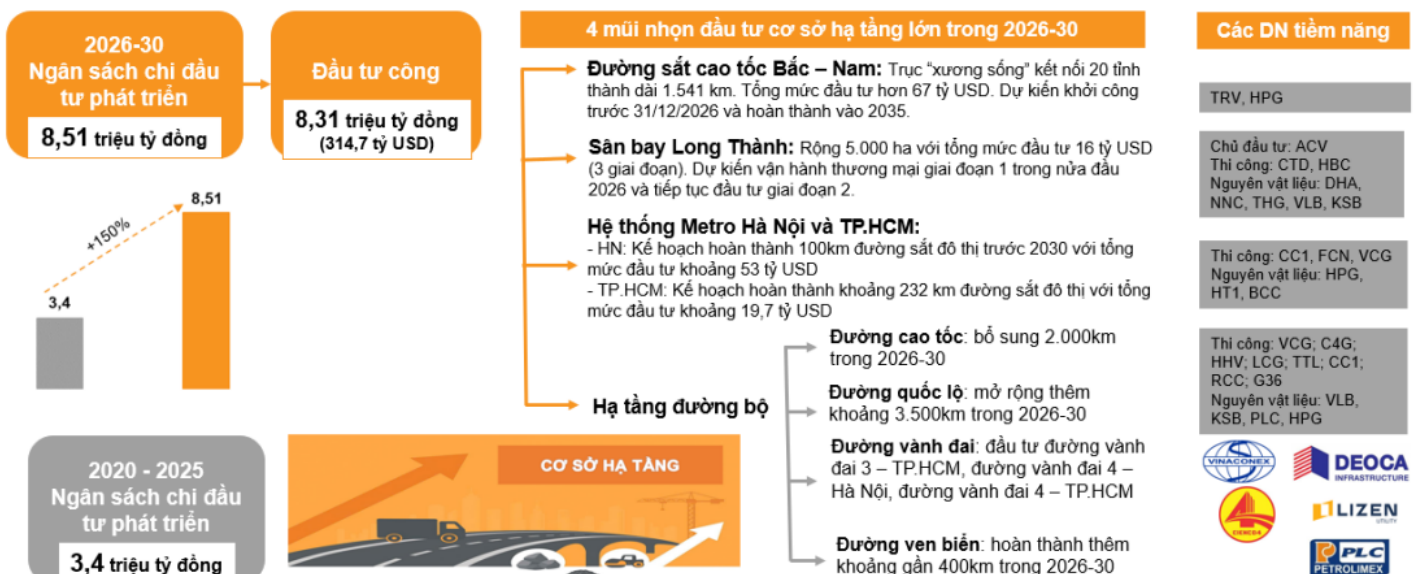 2026-30
Ngân sách chi đầu
tư phát triển
8,51 triệu tỷ đồng
Đầu tư công
8,31 triệu tỷ đồng
(314,7 tỷ USD)
8,51
+150%
3,4
2020 - 2025
Ngân sách chi đầu
tư phát triển
3,4 triệu tỷ đồng
CƠ SỞ HẠ TẦNG
4 mũi nhọn đầu tư cơ sở hạ tầng lớn trong 2026-30
Đường sắt cao tốc Bắc – Nam: Trục “xương sống” kết nối 20 tỉnh
thành dài 1.541 km. Tổng mức đầu tư hơn 67 tỷ USD. Dự kiến khởi công
trước 31/12/2026 và hoàn thành vào 2035.
Sân bay Long Thành: Rộng 5.000 ha với tổng mức đầu tư 16 tỷ USD
(3 giai đoạn). Dự kiến vận hành thương mại giai đoạn 1 trong nửa đầu
2026 và tiếp tục đầu tư giai đoạn 2.
Hệ thống Metro Hà Nội và TP.HCM:
- HN: Kế hoạch hoàn thành 100km đường sắt đô thị trước 2030 với tổng
mức đầu tư khoảng 53 tỷ USD
- TP.HCM: Kế hoạch hoàn thành khoảng 232 km đường sắt đô thị với tổng
mức đầu tư khoảng 19,7 tỷ USD
Hạ tầng đường bộ
Đường cao tốc: bổ sung 2.000km
trong 2026-30
Đường quốc lộ: mở rộng thêm
khoảng 3.500km trong 2026-30
Đường vành đai: đầu tư đường vành
đai 3 – TP.HCM, đường vành đai 4 –
Hà Nội, đường vành đai 4 – TP.HCM
Đường ven biển: hoàn thành thêm
khoảng gần 400km trong 2026-30
Các DN tiềm năng
TRV, HPG
Chủ đầu tư: ACV
Thi công: CTD, HBC
Nguyên vật liệu: DHA,
NNC, THG, VLB, KSB
Thi công: CC1, FCN, VCG
Nguyên vật liệu: HPG,
HT1, BCC
Thi công: VCG; C4G;
HHV; LCG; TTL; CC1;
RCC; G36
Nguyên vật liệu: VLB,
KSB, PLC, HPG
VINACONEX
DEOCA
INFRASTRUCTURE
CIENCO4
LIZEN
UTILITY
PLC
PETROLIMEX